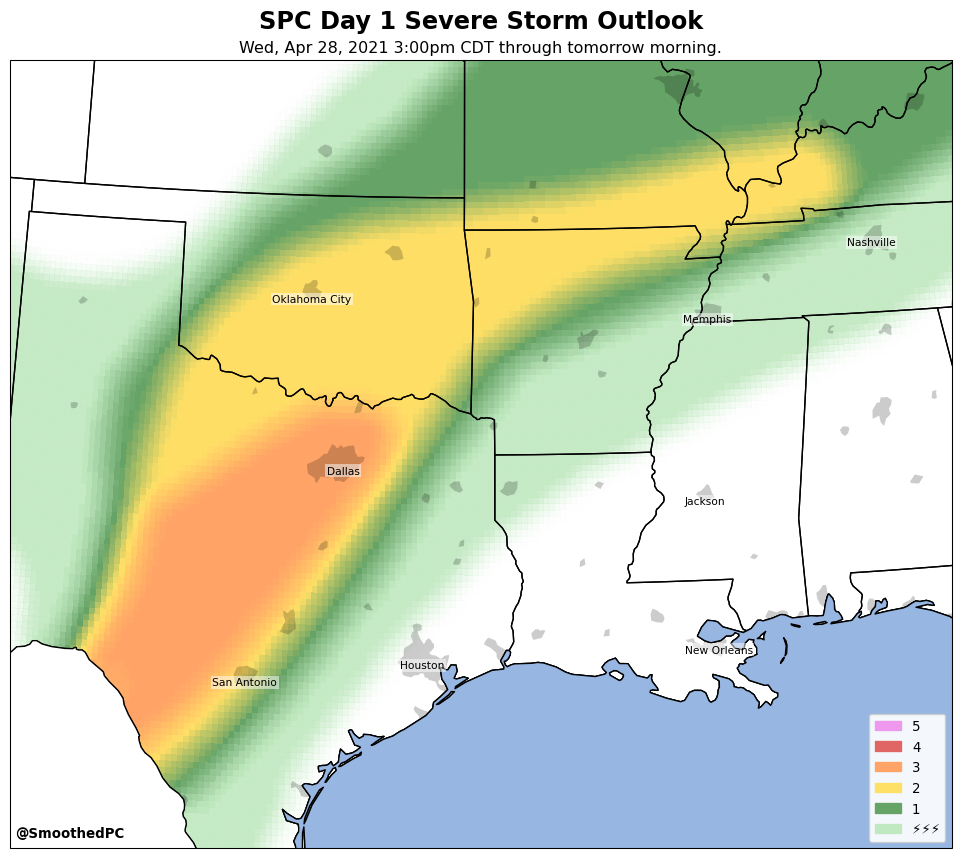 SPC Day 1 Severe Storm Outlook
Wed, Apr 28, 2021 3:00pm CDT through tomorrow morning.
Nashville
Oklahoma City
Memphis
Dallas
Jackson
New Orleans
Houston
San Antonio
5
4
3
2
1
⚡⚡⚡
@SmoothedPC